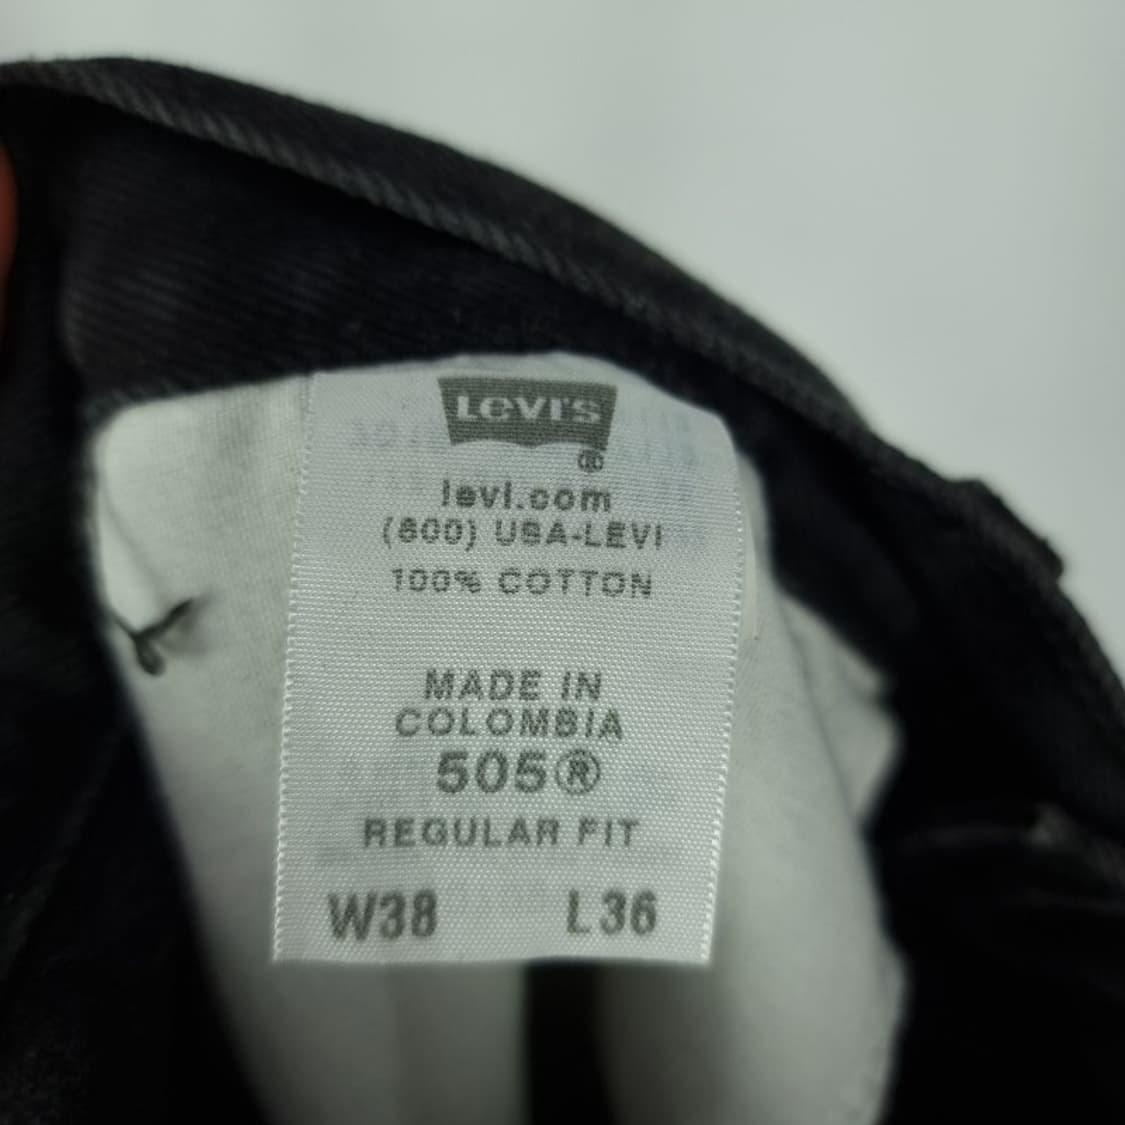 LEVI'S
®
levi.com
(800) USA-LEVI
100% COTTON
MADE IN
COLOMBIA
505®
REGULAR FIT
W38 L36